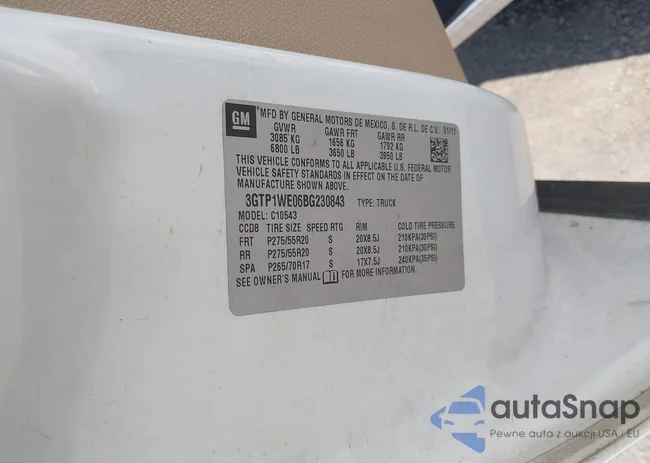 GM *MFD BY GENERAL MOTORS DE MEXICO, S. DE R.L. DE C.V. 01/11
GVWR GAWR FRT GAWR RR
3085 KG 1656 KG 1792 KG
6800 LB 3650 LB 3950 LB
THIS VEHICLE CONFORMS TO ALL APPLICABLE U.S. FEDERAL MOTOR
VEHICLE SAFETY STANDARDS IN EFFECT ON THE DATE OF
MANUFACTURE SHOWN ABOVE.
3GTP1WE06BG230843 TYPE: TRUCK
MODEL: C10543
CCDB TIRE SIZE SPEED RTG RIM COLD TIRE PRESSURE
FRT P275/55R20 S 20X8.5J 210KPA(30PSI)
RR P275/55R20 S 20X8.5J 210KPA(30PSI)
SPA P265/70R17 S 17X7.5J 240KPA(35PSI)
SEE OWNER'S MANUAL FOR MORE INFORMATION.
autaSnap
Pewne auta z aukcji USA i EU